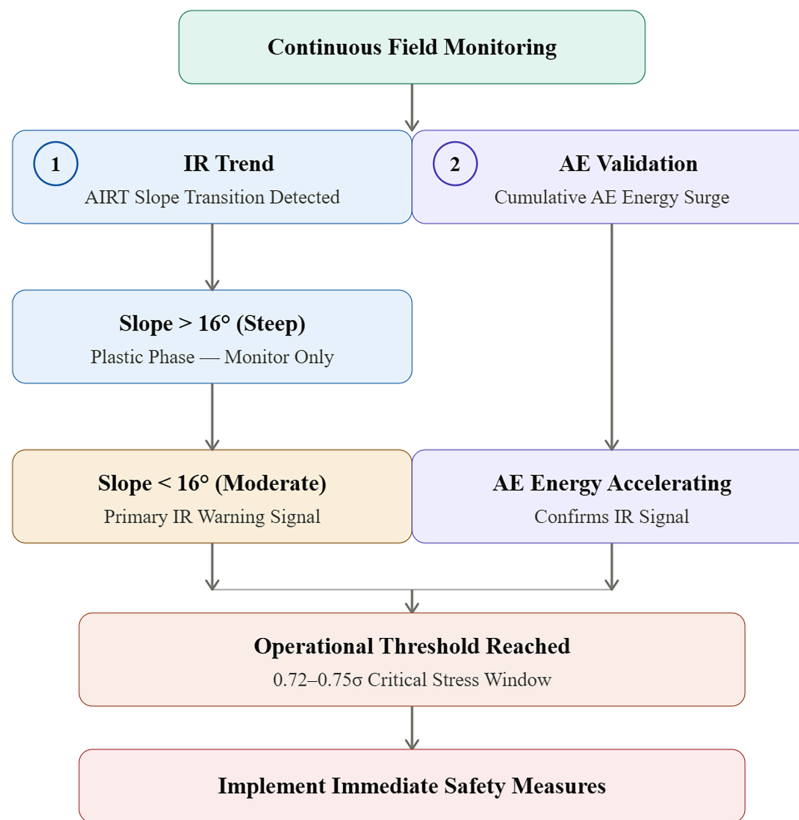 Continuous Field Monitoring
1
IR Trend
AIRT Slope Transition Detected
2
AE Validation
Cumulative AE Energy Surge
Slope > 16° (Steep)
Plastic Phase — Monitor Only
Slope < 16° (Moderate)
Primary IR Warning Signal
AE Energy Accelerating
Confirms IR Signal
Operational Threshold Reached
0.72–0.75σ Critical Stress Window
Implement Immediate Safety Measures